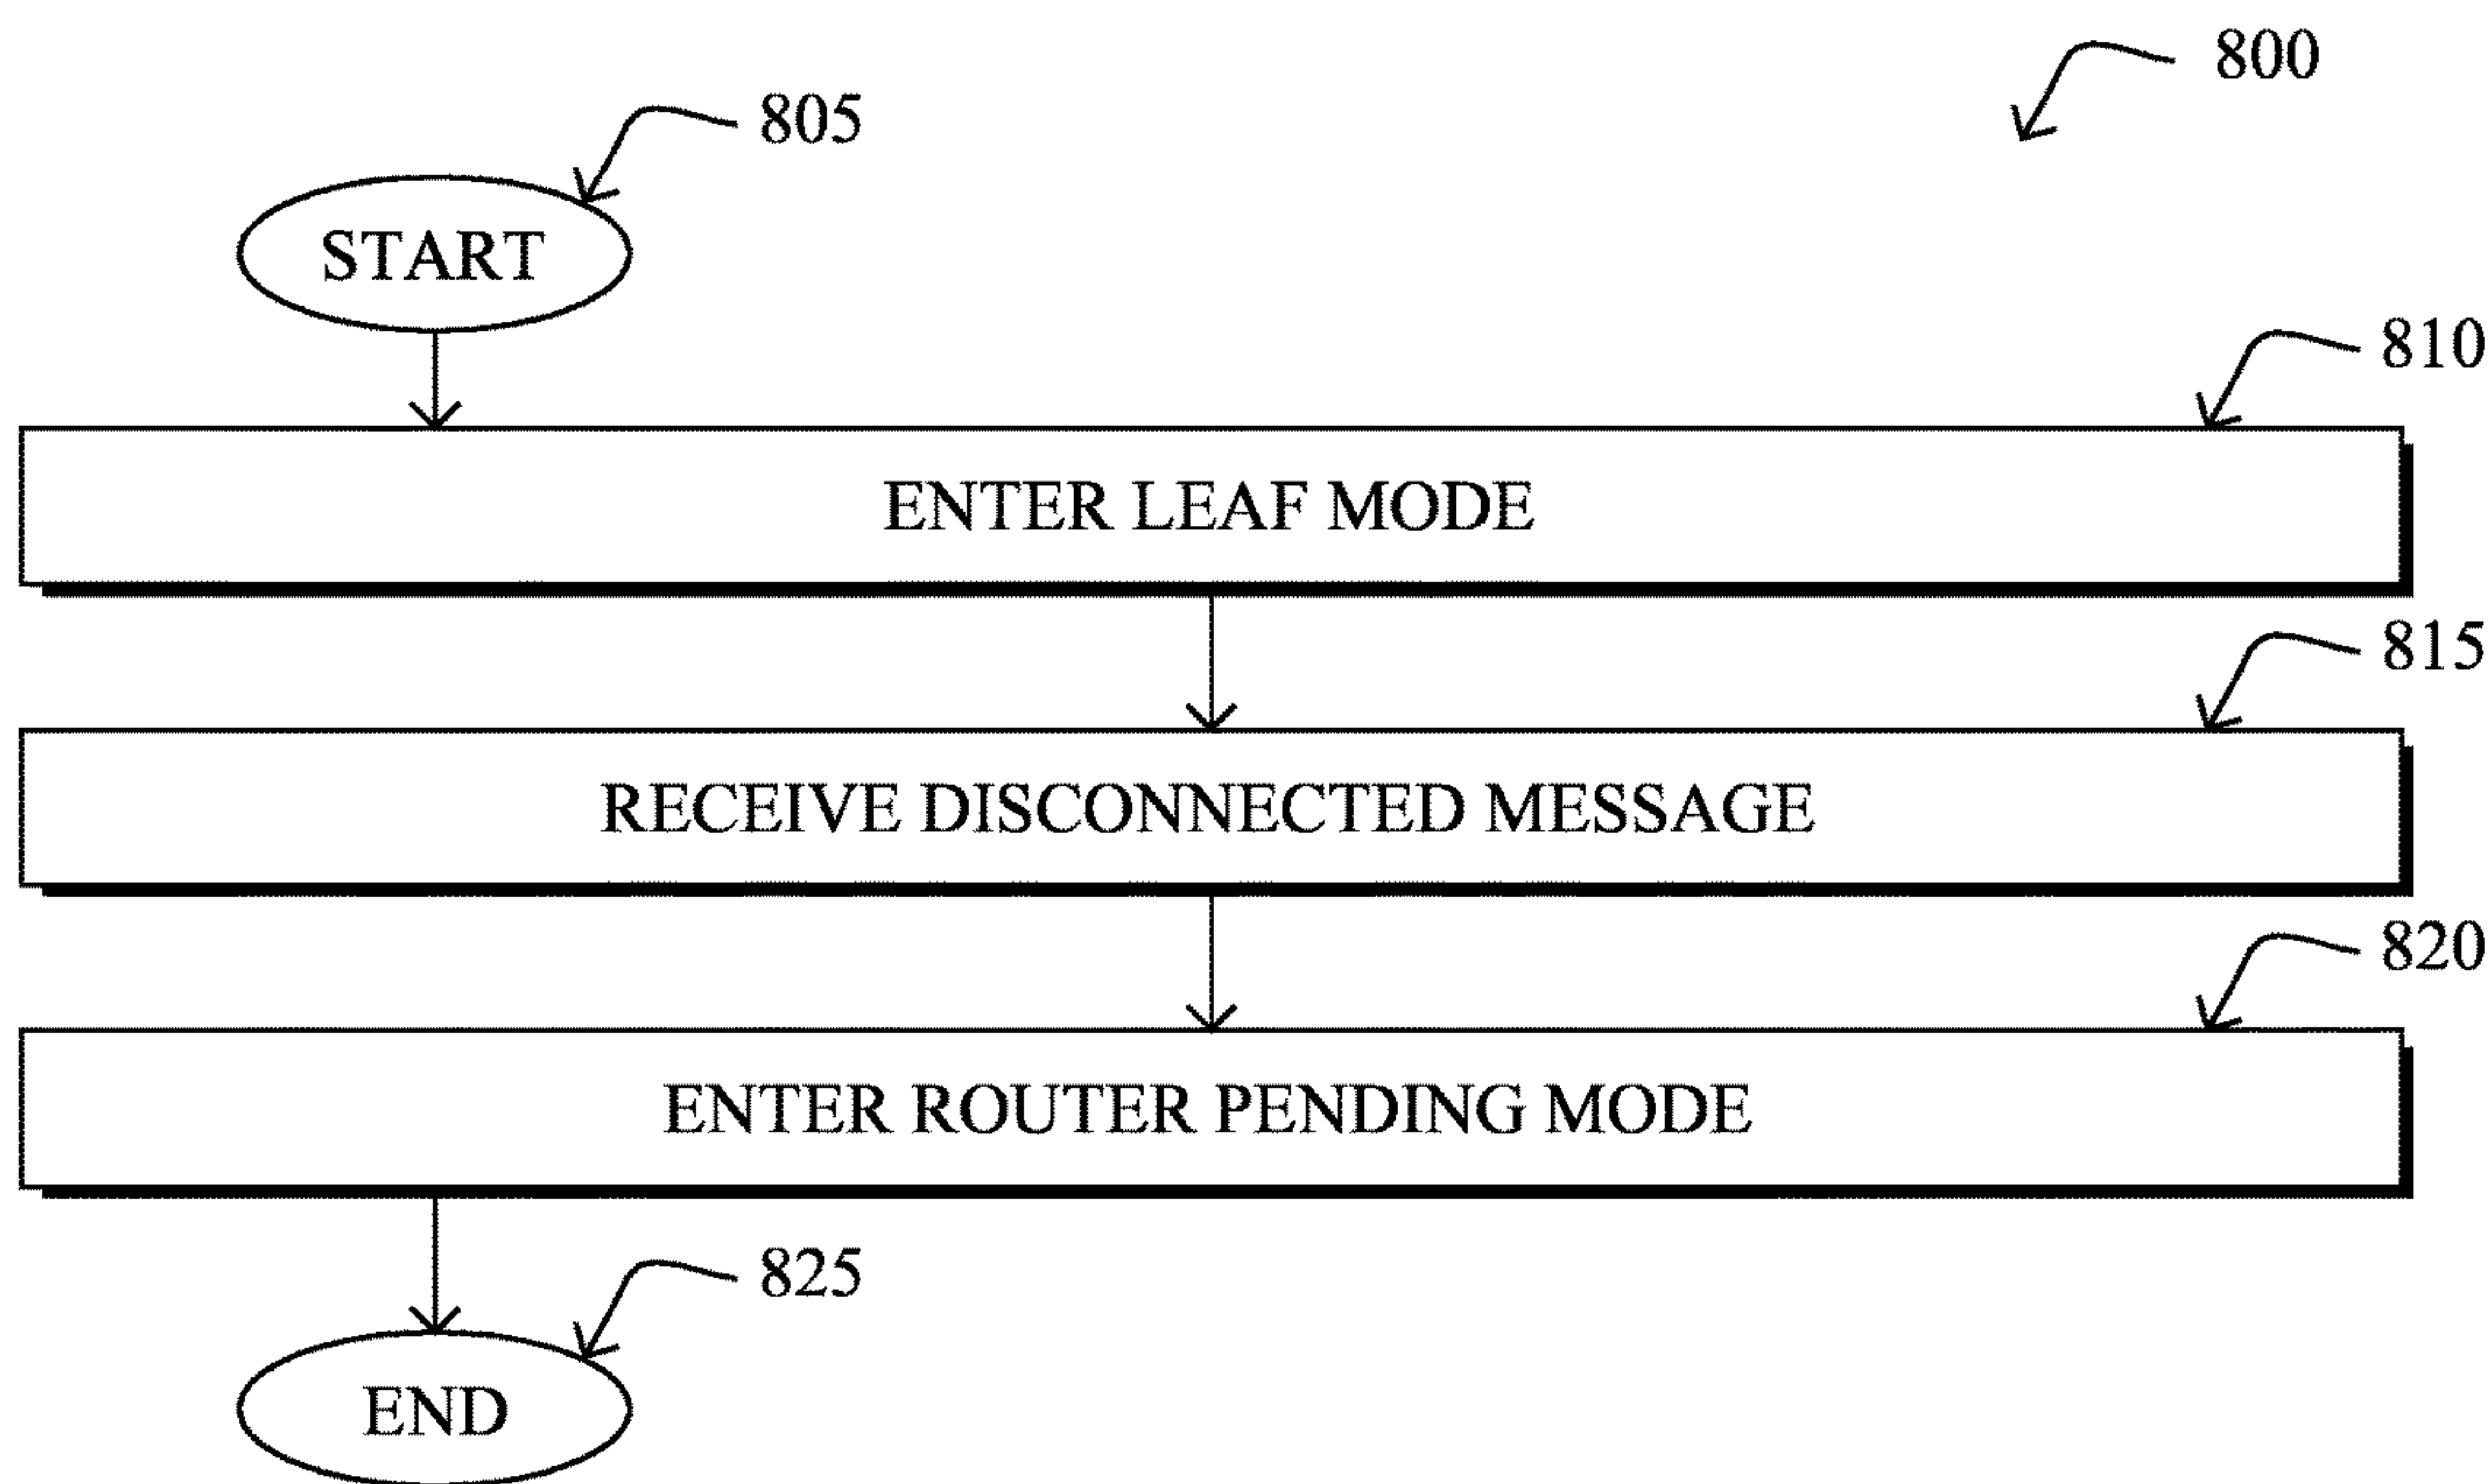 800
805
START
810
ENTER LEAF MODE
815
RECEIVE DISCONNECTED MESSAGE
820
ENTER ROUTER PENDING MODE
825
END